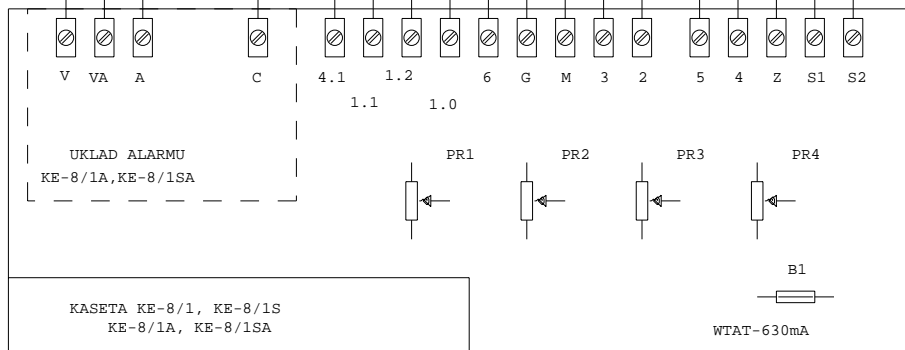 V VA A C 4.1 1.2 6 G M 3 2 5 4 Z S1 S2
1.1 1.0
UKLAD ALARMU
KE-8/1A,KE-8/1SA
PR1 PR2 PR3 PR4
B1
KASETA KE-8/1, KE-8/1S
KE-8/1A, KE-8/1SA
WTAT-630mA